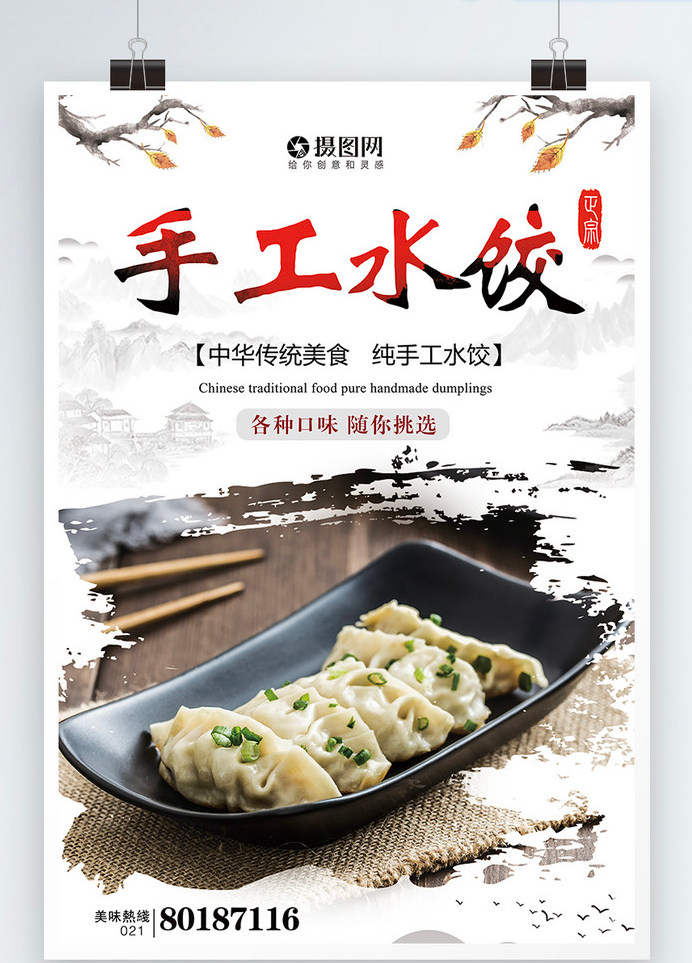 摄图网
给你创意和灵感
手工水饺
正宗
【中华传统美食 纯手工水饺】
Chinese traditional food pure handmade dumplings
各种口味 随你挑选
美味熱线
021
80187116